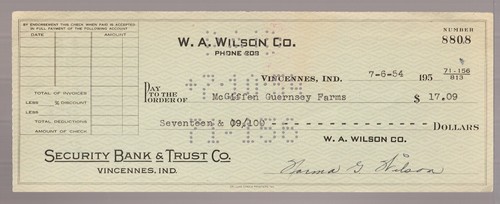 BY ENDORSEMENT THIS CHECK WHEN PAID IS ACCEPTED
IN FULL PAYMENT OF THE FOLLOWING ACCOUNT
DATE AMOUNT
TOTAL OF INVOICES
LESS % DISCOUNT
LESS
TOTAL DEDUCTIONS
AMOUNT OF CHECK
W. A. WILSON CO.
PHONE 203
NUMBER
8808
VINCENNES, IND. 7-6-54 195
71-156
813
PAY
TO THE
ORDER OF McGiffen Guernsey Farms $ 17.09
Seventeen & 09/100 - - - - - - - - - - - - - - - - - DOLLARS
71-156
W. A. WILSON CO.
SECURITY BANK & TRUST CO.
VINCENNES, IND.
Norma G Wilson